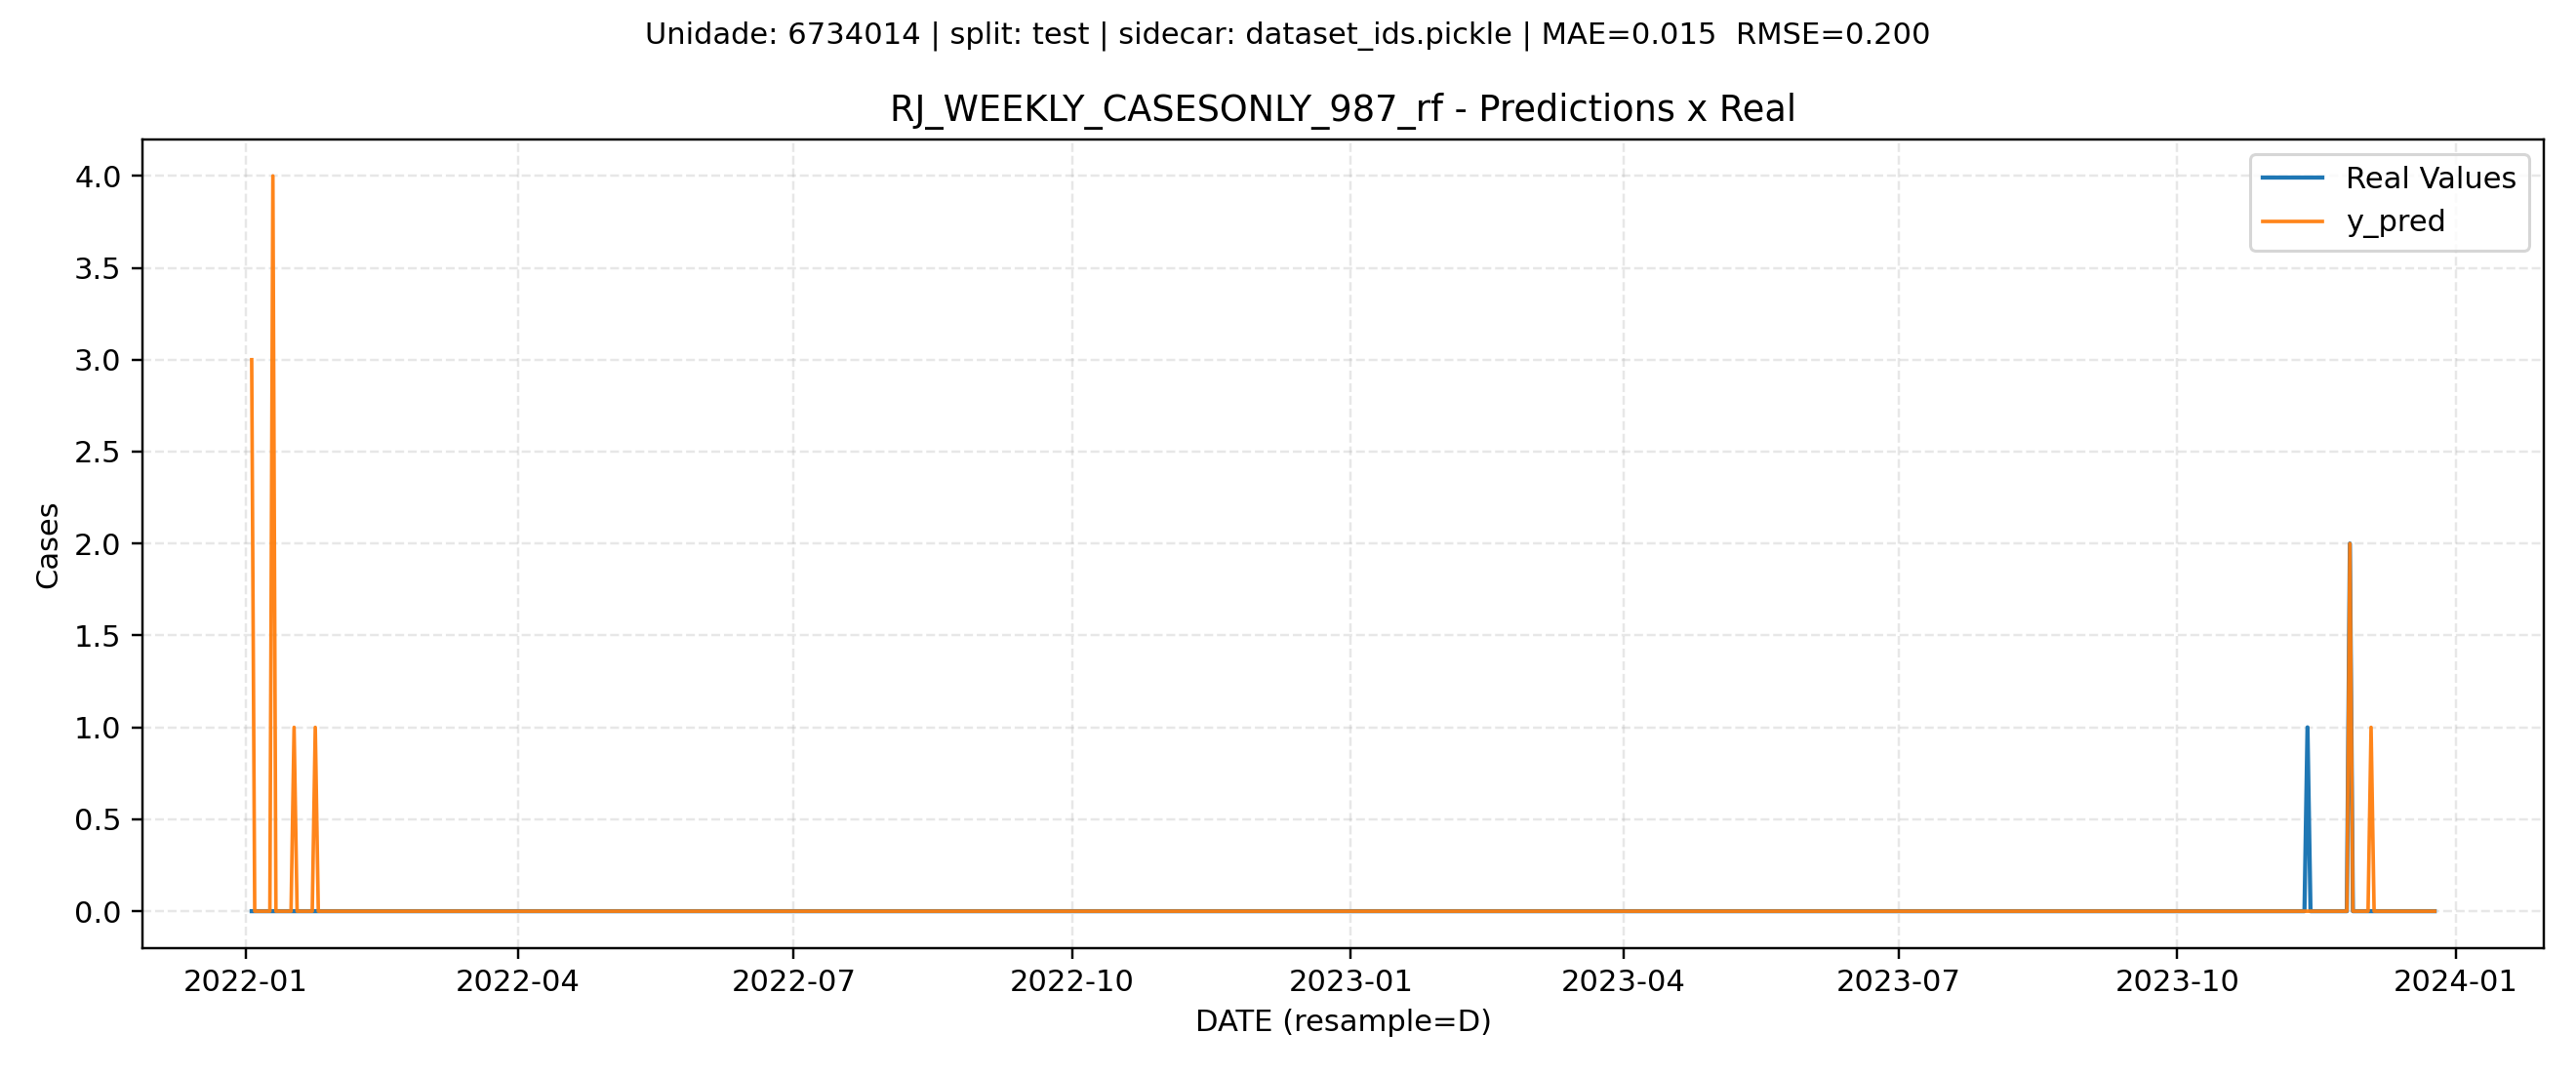 Unidade: 6734014 | split: test | sidecar: dataset_ids.pickle | MAE=0.015  RMSE=0.200
RJ_WEEKLY_CASESONLY_987_rf - Predictions x Real
Real Values
y_pred
Cases
4.0
3.5
3.0
2.5
2.0
1.5
1.0
0.5
0.0
2022-01 2022-04 2022-07 2022-10 2023-01 2023-04 2023-07 2023-10 2024-01
DATE (resample=D)